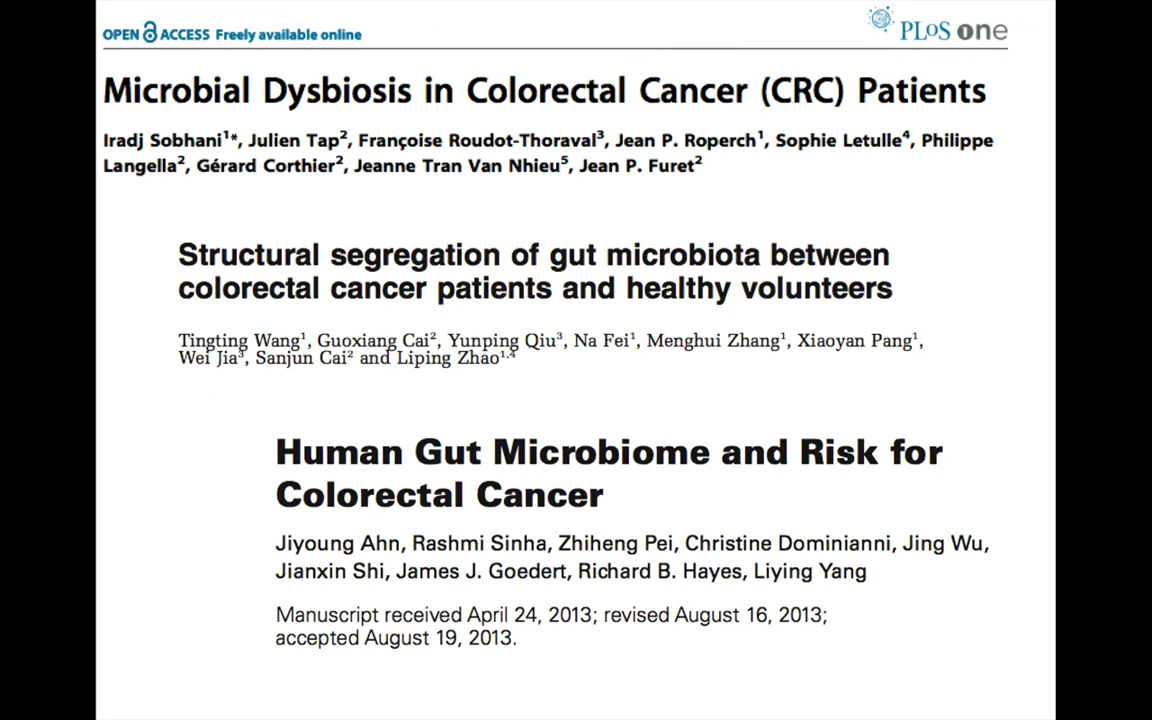 OPEN ACCESS Freely available online
PLoS one
Microbial Dysbiosis in Colorectal Cancer (CRC) Patients
Iradj Sobhani1*, Julien Tap2, Françoise Roudot-Thoraval3, Jean P. Roperch1, Sophie Letulle4, Philippe
Langella2, Gérard Corthier2, Jeanne Tran Van Nhieu5, Jean P. Furet2
Structural segregation of gut microbiota between
colorectal cancer patients and healthy volunteers
Tingting Wang1, Guoxiang Cai2, Yunping Qiu3, Na Fei1, Menghui Zhang1, Xiaoyan Pang1,
Wei Jia3, Sanjun Cai2 and Liping Zhao1,4
Human Gut Microbiome and Risk for
Colorectal Cancer
Jiyoung Ahn, Rashmi Sinha, Zhiheng Pei, Christine Dominianni, Jing Wu,
Jianxin Shi, James J. Goedert, Richard B. Hayes, Liying Yang
Manuscript received April 24, 2013; revised August 16, 2013;
accepted August 19, 2013.